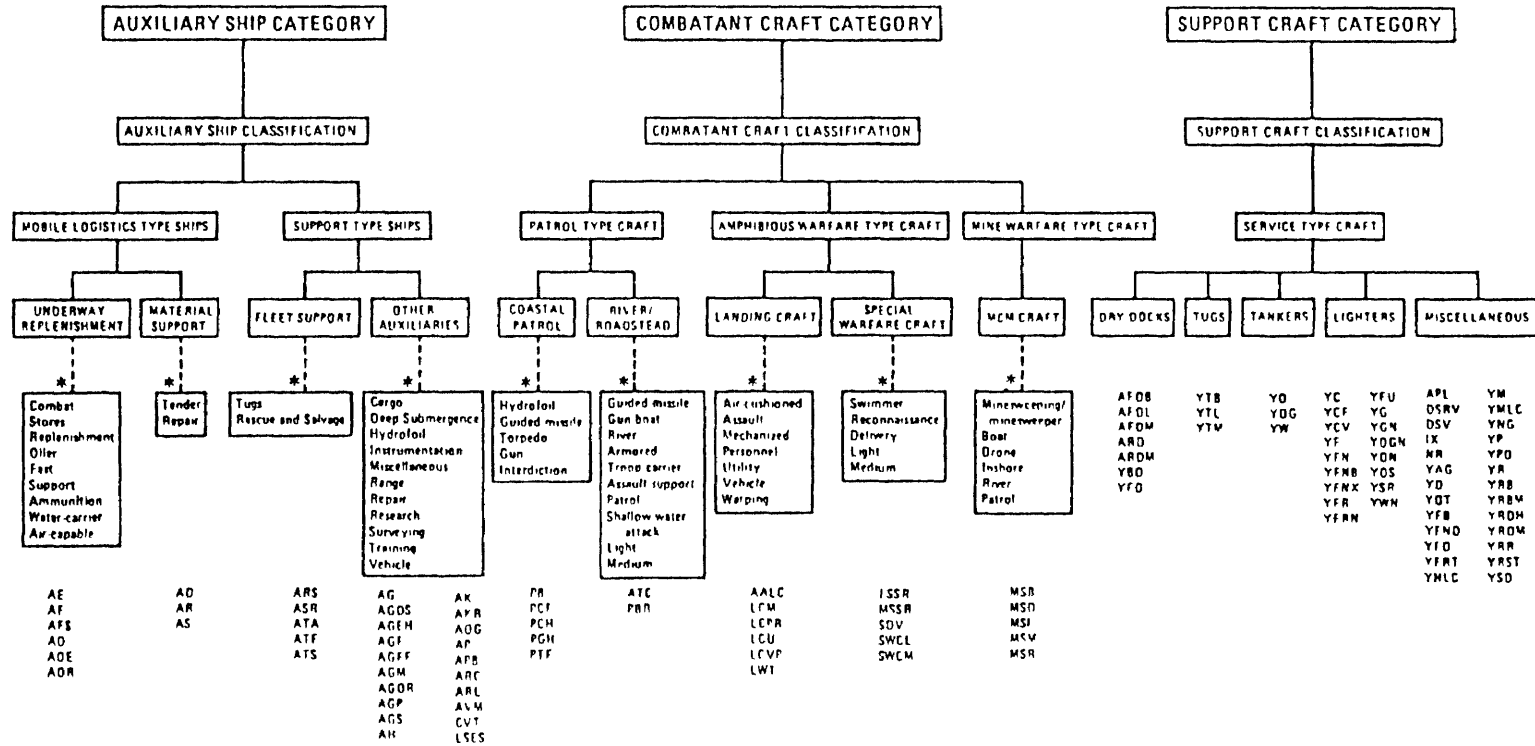 AUXILIARY SHIP CATEGORY
COMBATANT CRAFT CATEGORY
SUPPORT CRAFT CATEGORY
AUXILIARY SHIP CLASSIFICATION
COMBATANT CRAFT CLASSIFICATION
SUPPORT CRAFT CLASSIFICATION
MOBILE LOGISTICS TYPE SHIPS
SUPPORT TYPE SHIPS
PATROL TYPE CRAFT
AMPHIBIOUS WARFARE TYPE CRAFT
MINE WARFARE TYPE CRAFT
SERVICE TYPE CRAFT
UNDERWAY
REPLENISHMENT
MATERIAL
SUPPORT
FLEET SUPPORT
OTHER
AUXILIARIES
COASTAL
PATROL
RIVER/
ROADSTEAD
LANDING CRAFT
SPECIAL
WARFARE CRAFT
MCM CRAFT
DRY DOCKS
TUGS
TANKERS
LIGHTERS
MISCELLANEOUS
*
Combat
Stores
Replenishment
Oiler
Fast
Support
Ammunition
Water-carrier
Air-capable
*
Tender
Repair
*
Tugs
Rescue and Salvage
*
Cargo
Deep Submergence
Hydrofoil
Instrumentation
Miscellaneous
Range
Repair
Research
Surveying
Training
Vehicle
*
Hydrofoil
Guided missile
Torpedo
Gun
Interdiction
*
Guided missile
Gun boat
River
Armored
Troop carrier
Assault support
Patrol
Shallow water
attack
Light
Medium
*
Air-cushioned
Assault
Mechanized
Personnel
Utility
Vehicle
Warping
*
Swimmer
Reconnaissance
Delivery
Light
Medium
*
Boat
Drone
Inshore
River
Patrol
AFDB
AFDL
AFDM
ARD
ARDM
YBD
YFD
YTB
YTL
YTM
YO
YOG
YW
YC
YCF
YCV
YF
YFN
YFNB
YFNX
YFR
YFRN
YFU
YG
YGN
YOGN
YON
YOS
YSR
YWN
APL
DSRV
DSV
IX
NR
YAG
YD
YDT
YFB
YFND
YFRT
YM
YMLC
YNG
YP
YPD
YR
YRB
YRBM
YRDH
YRDM
YRR
YRST
YSD
AE
AF
AFS
AO
AOE
AOR
AD
AR
AS
ARS
ASR
ATA
ATF
ATS
AG
AGDS
AGEH
AGF
AGFF
AGM
AGOR
AGP
AGS
AH
AK
AKR
AOG
AP
APB
ARC
ARL
AVM
CVT
LSES
PB
PCF
PCH
PGH
PTF
ATC
PBR
AALC
LCM
LCPR
LCU
LCVP
LWT
LSSR
MSSR
SDV
SWCL
SWCM
MSB
MSD
MSI
MSM
MSR